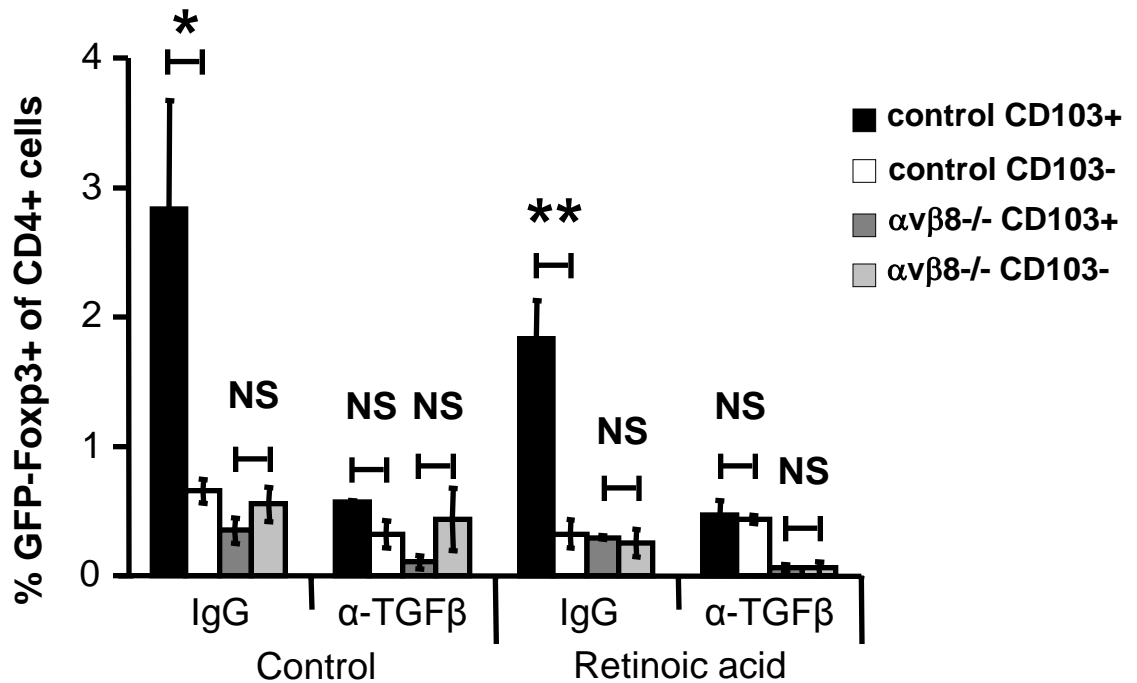 % GFP-Foxp3+ of CD4+ cells
4
3
2
1
0
*
NS
NS
NS
**
NS
NS
NS
control CD103+
control CD103-
αvβ8-/- CD103+
αvβ8-/- CD103-
IgG
α-TGFβ
IgG
α-TGFβ
Control
Retinoic acid